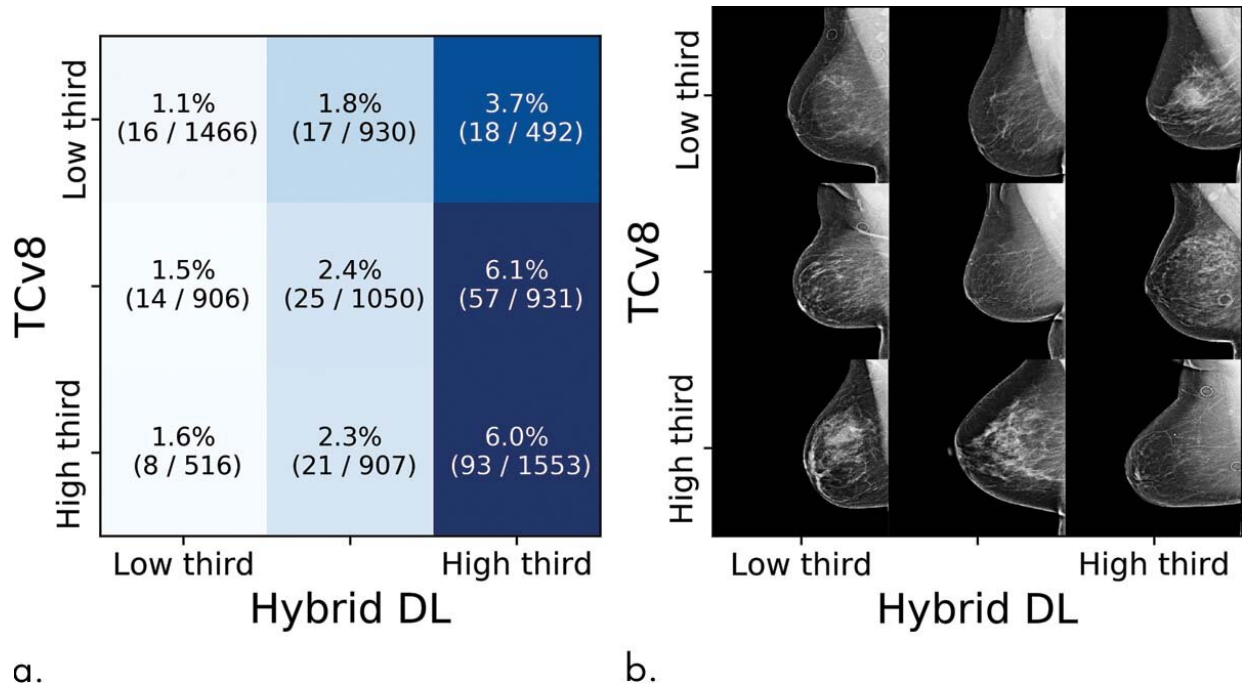 Low third
1.1%
(16 / 1466)
1.8%
(17 / 930)
3.7%
(18 / 492)
TCv8
1.5%
(14 / 906)
2.4%
(25 / 1050)
6.1%
(57 / 931)
High third
1.6%
(8 / 516)
2.3%
(21 / 907)
6.0%
(93 / 1553)
Low third
High third
Hybrid DL
a.
Low third
TCv8
High third
Low third
High third
Hybrid DL
b.